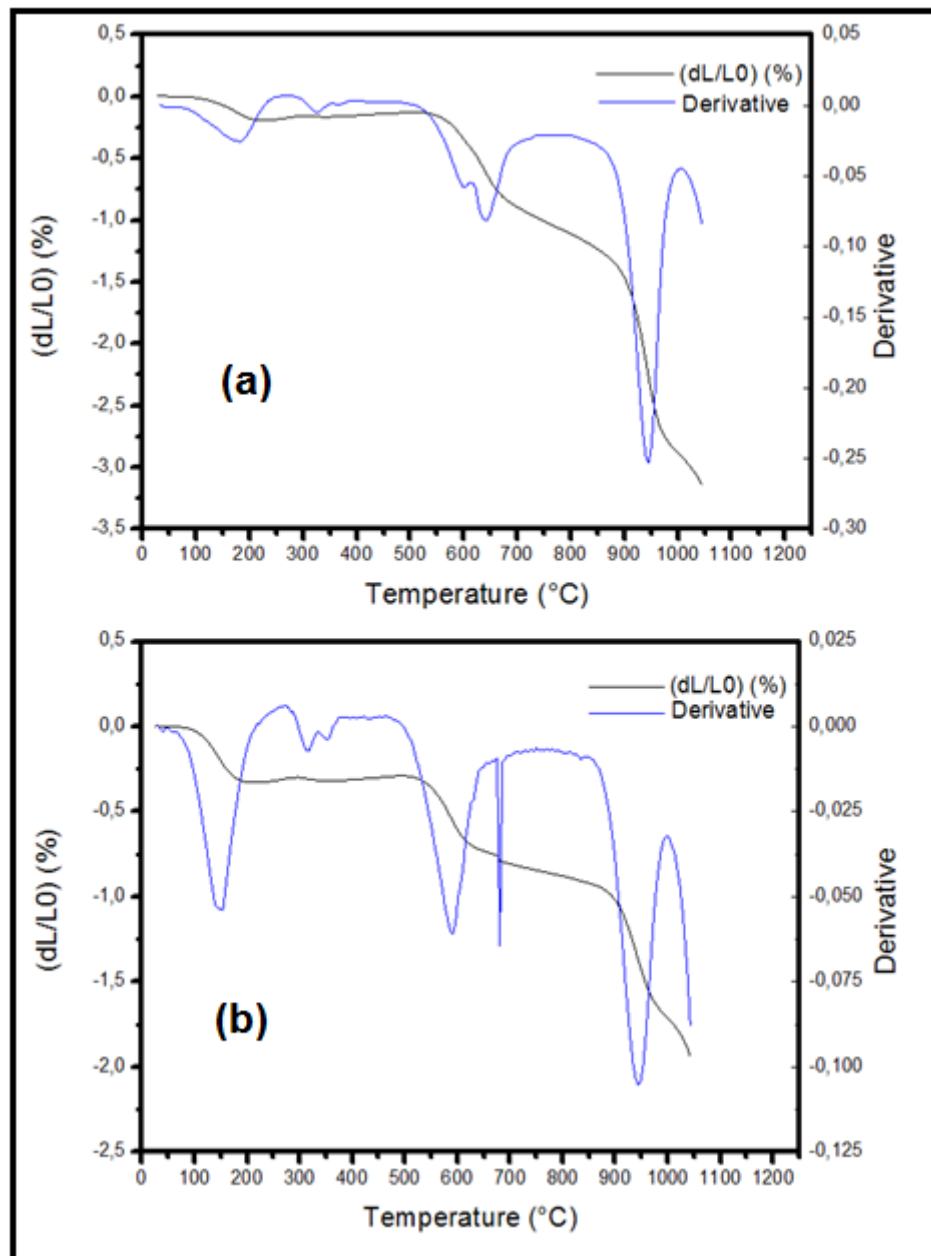 0,5
0,0
-0,5
-1,0
-1,5
-2,0
-2,5
-3,0
-3,5
(dL/L0) (%)
(dL/L0) (%)
Derivative
(a)
0,05
0,00
-0,05
-0,10
-0,15
-0,20
-0,25
-0,30
Derivative
0 100 200 300 400 500 600 700 800 900 1000 1100 1200
Temperature (°C)
0,5
0,0
-0,5
-1,0
-1,5
-2,0
-2,5
(dL/L0) (%)
(dL/L0) (%)
Derivative
(b)
0,025
0,000
-0,025
-0,050
-0,075
-0,100
-0,125
Derivative
0 100 200 300 400 500 600 700 800 900 1000 1100 1200
Temperature (°C)